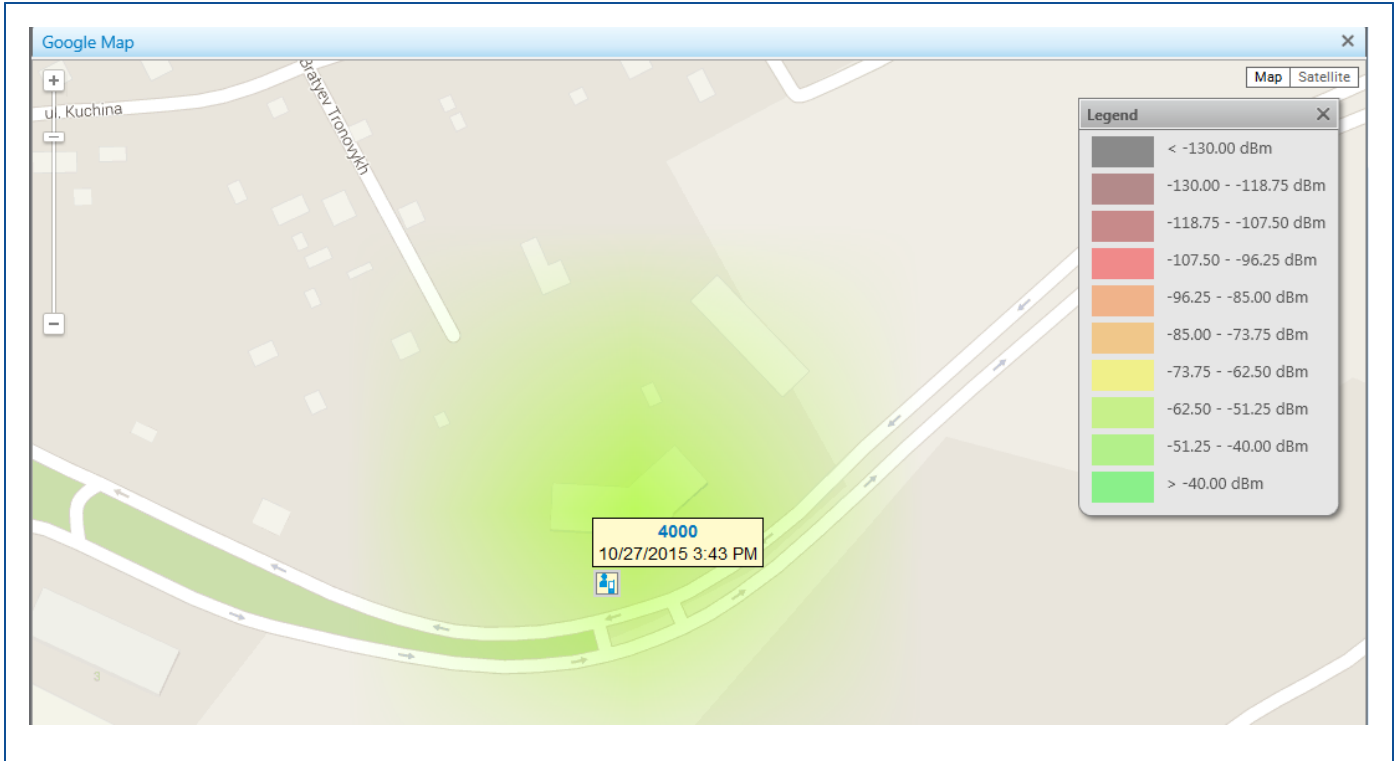 Google Map
Map Satellite
ul. Kuchina
Bratyev Tronovykh
Legend
< -130.00 dBm
-130.00 - -118.75 dBm
-118.75 - -107.50 dBm
-107.50 - -96.25 dBm
-96.25 - -85.00 dBm
-85.00 - -73.75 dBm
-73.75 - -62.50 dBm
-62.50 - -51.25 dBm
-51.25 - -40.00 dBm
> -40.00 dBm
4000
10/27/2015 3:43 PM
3